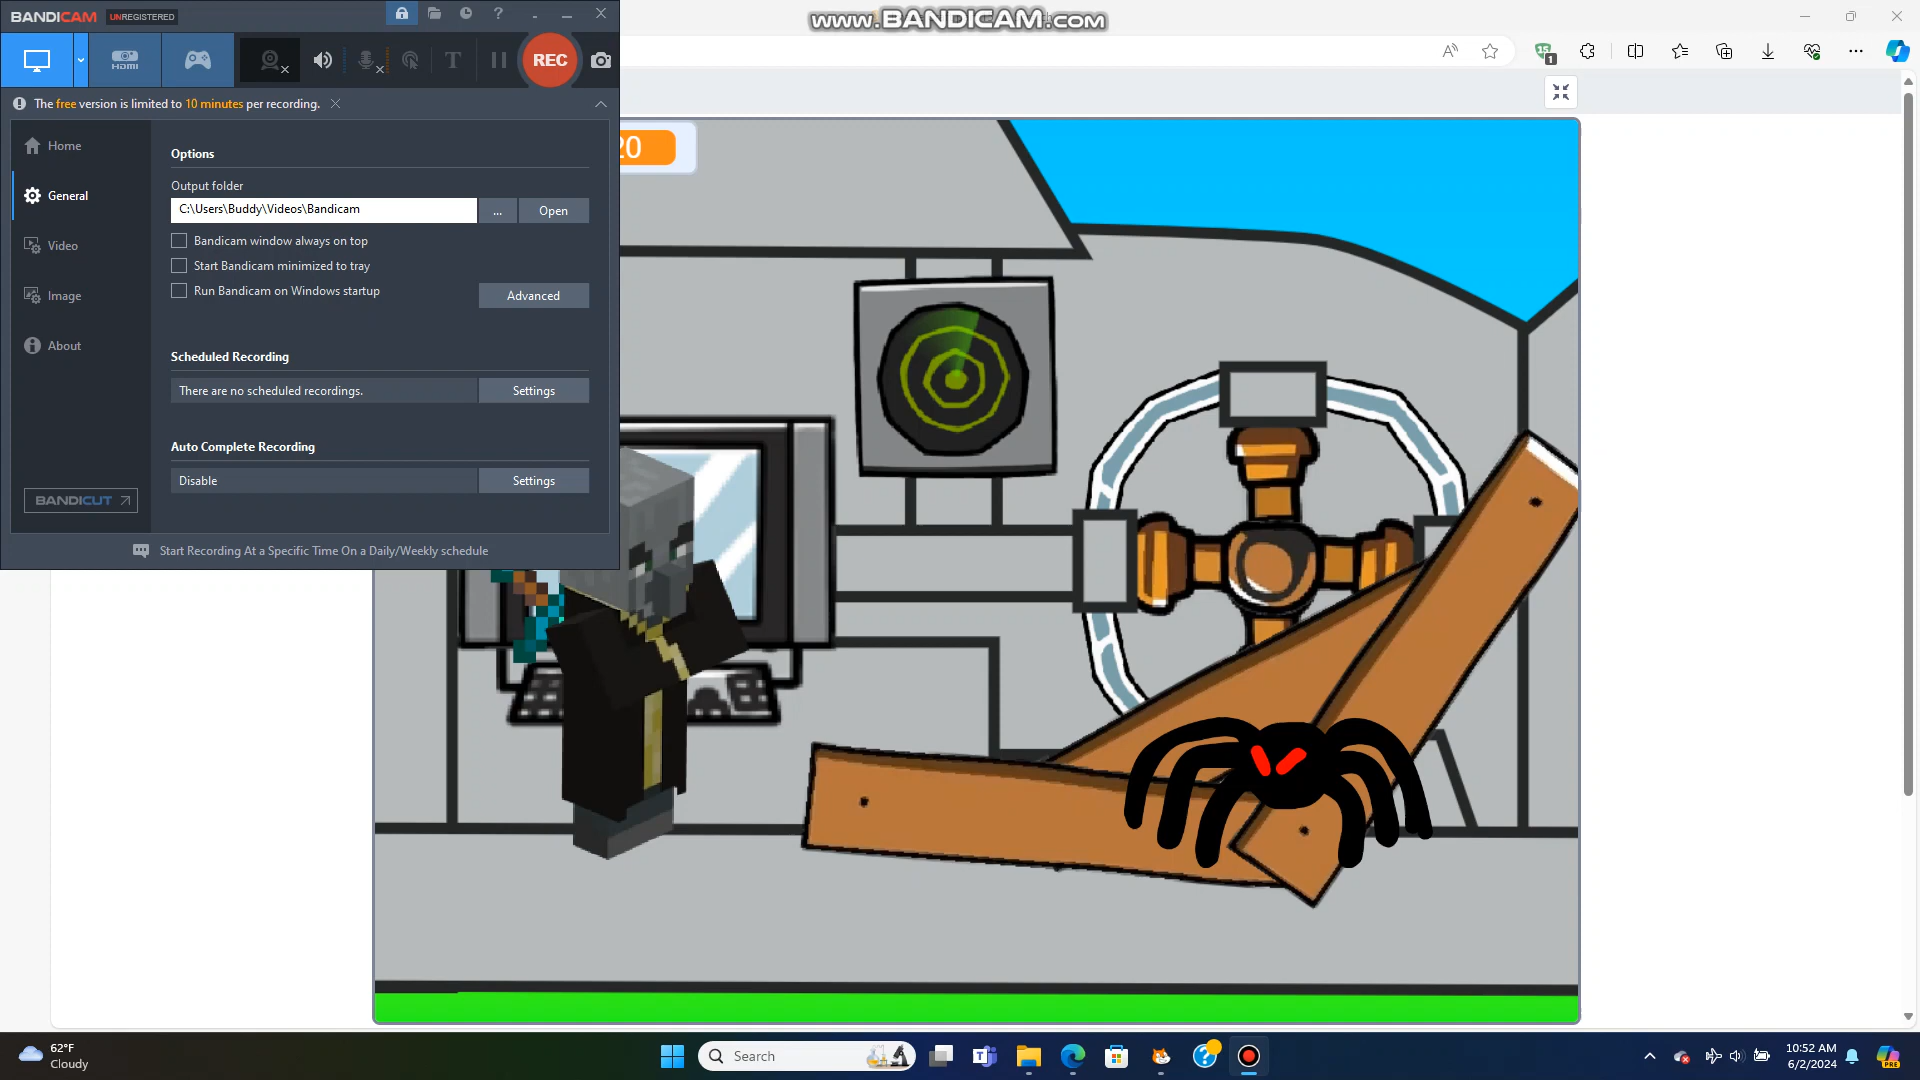 BANDICAM UNREGISTERED
www.BANDICAM.com
HDMI
T
REC
15
1
The free version is limited to 10 minutes per recording.
Home
General
Video
Image
About
BANDICUT
Options
Output folder
C:\Users\Buddy\Videos\Bandicam
...
Open
Bandicam window always on top
Start Bandicam minimized to tray
Run Bandicam on Windows startup
Advanced
Scheduled Recording
There are no scheduled recordings.
Settings
Auto Complete Recording
Disable
Settings
Start Recording At a Specific Time On a Daily/Weekly schedule
20
62°F
Cloudy
Search
10:52 AM
6/2/2024
PRE